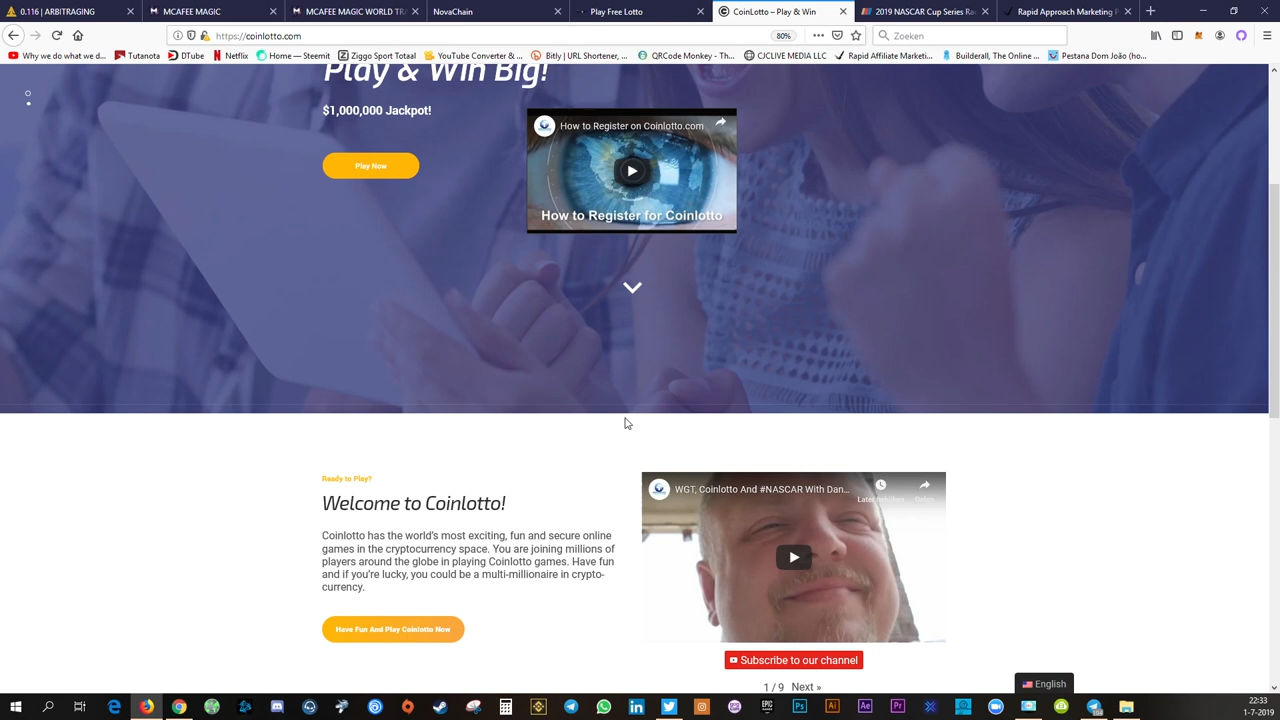 0.116 | ARBITRAGING
MCAFEE MAGIC
MCAFEE MAGIC WORLD TR
NovaChain
Play Free Lotto
CoinLotto – Play & Win
2019 NASCAR Cup Series Ra
Rapid Approach Marketing P
https://coinlotto.com
80%
Zoeken
Why we do what we d...
Tutanota
DTube
Netflix
Home — Steemit
Ziggo Sport Totaal
YouTube Converter &...
Bitly | URL Shortener, ...
QRCode Monkey - Th...
CJCLIVE MEDIA LLC
Rapid Affiliate Marketi...
Builderall, The Online ...
Pestana Dom João (ho...
Play & Win Big!
$1,000,000 Jackpot!
Play Now
How to Register on Coinlotto.com
How to Register for Coinlotto
Ready to Play?
Welcome to Coinlotto!
Coinlotto has the world's most exciting, fun and secure online
games in the cryptocurrency space. You are joining millions of
players around the globe in playing Coinlotto games. Have fun
and if you're lucky, you could be a multi-millionaire in crypto-
currency.
Have Fun And Play Coinlotto Now
WGT, Coinlotto And #NASCAR With Dan...
Later bekijken
Delen
Subscribe to our channel
1 / 9 Next »
English
22:33
1-7-2019